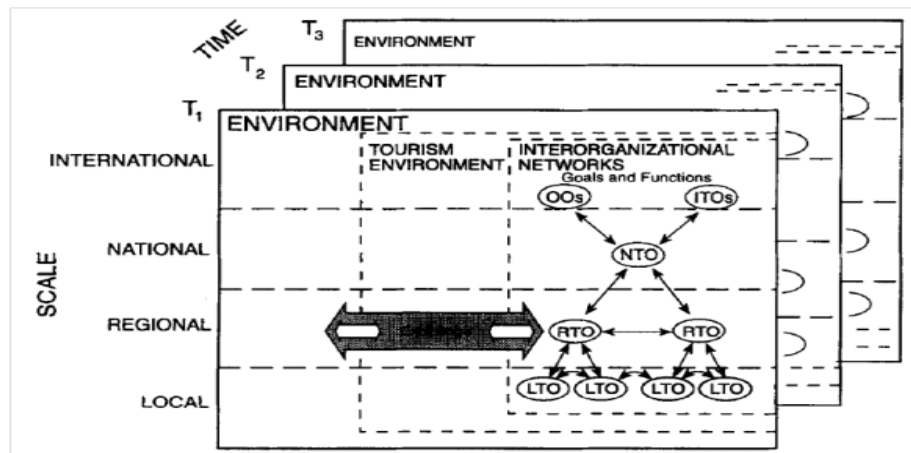 TIME
T3
ENVIRONMENT
T2
ENVIRONMENT
T1
ENVIRONMENT
SCALE
INTERNATIONAL
TOURISM
ENVIRONMENT
INTERORGANIZATIONAL
NETWORKS
Goals and Functions
OOs
ITOs
NATIONAL
NTO
REGIONAL
RTO
RTO
LOCAL
LTO
LTO
LTO
LTO